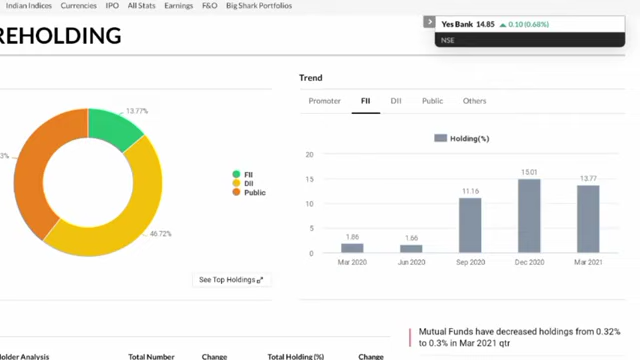 Indian Indices Currencies IPO All Stats Earnings F&O Big Shark Portfolios
Yes Bank 14.85 ▲ 0.10 (0.68%)
NSE
REHOLDING
13.77%
3%
46.72%
FII
DII
Public
See Top Holdings
Trend
Promoter FII DII Public Others
Holding(%)
20
15
10
5
0
1.86
1.66
11.16
15.01
13.77
Mar 2020 Jun 2020 Sep 2020 Dec 2020 Mar 2021
Mutual Funds have decreased holdings from 0.32%
to 0.3% in Mar 2021 qtr
older Analysis Total Number Change Total Holding (%) Change